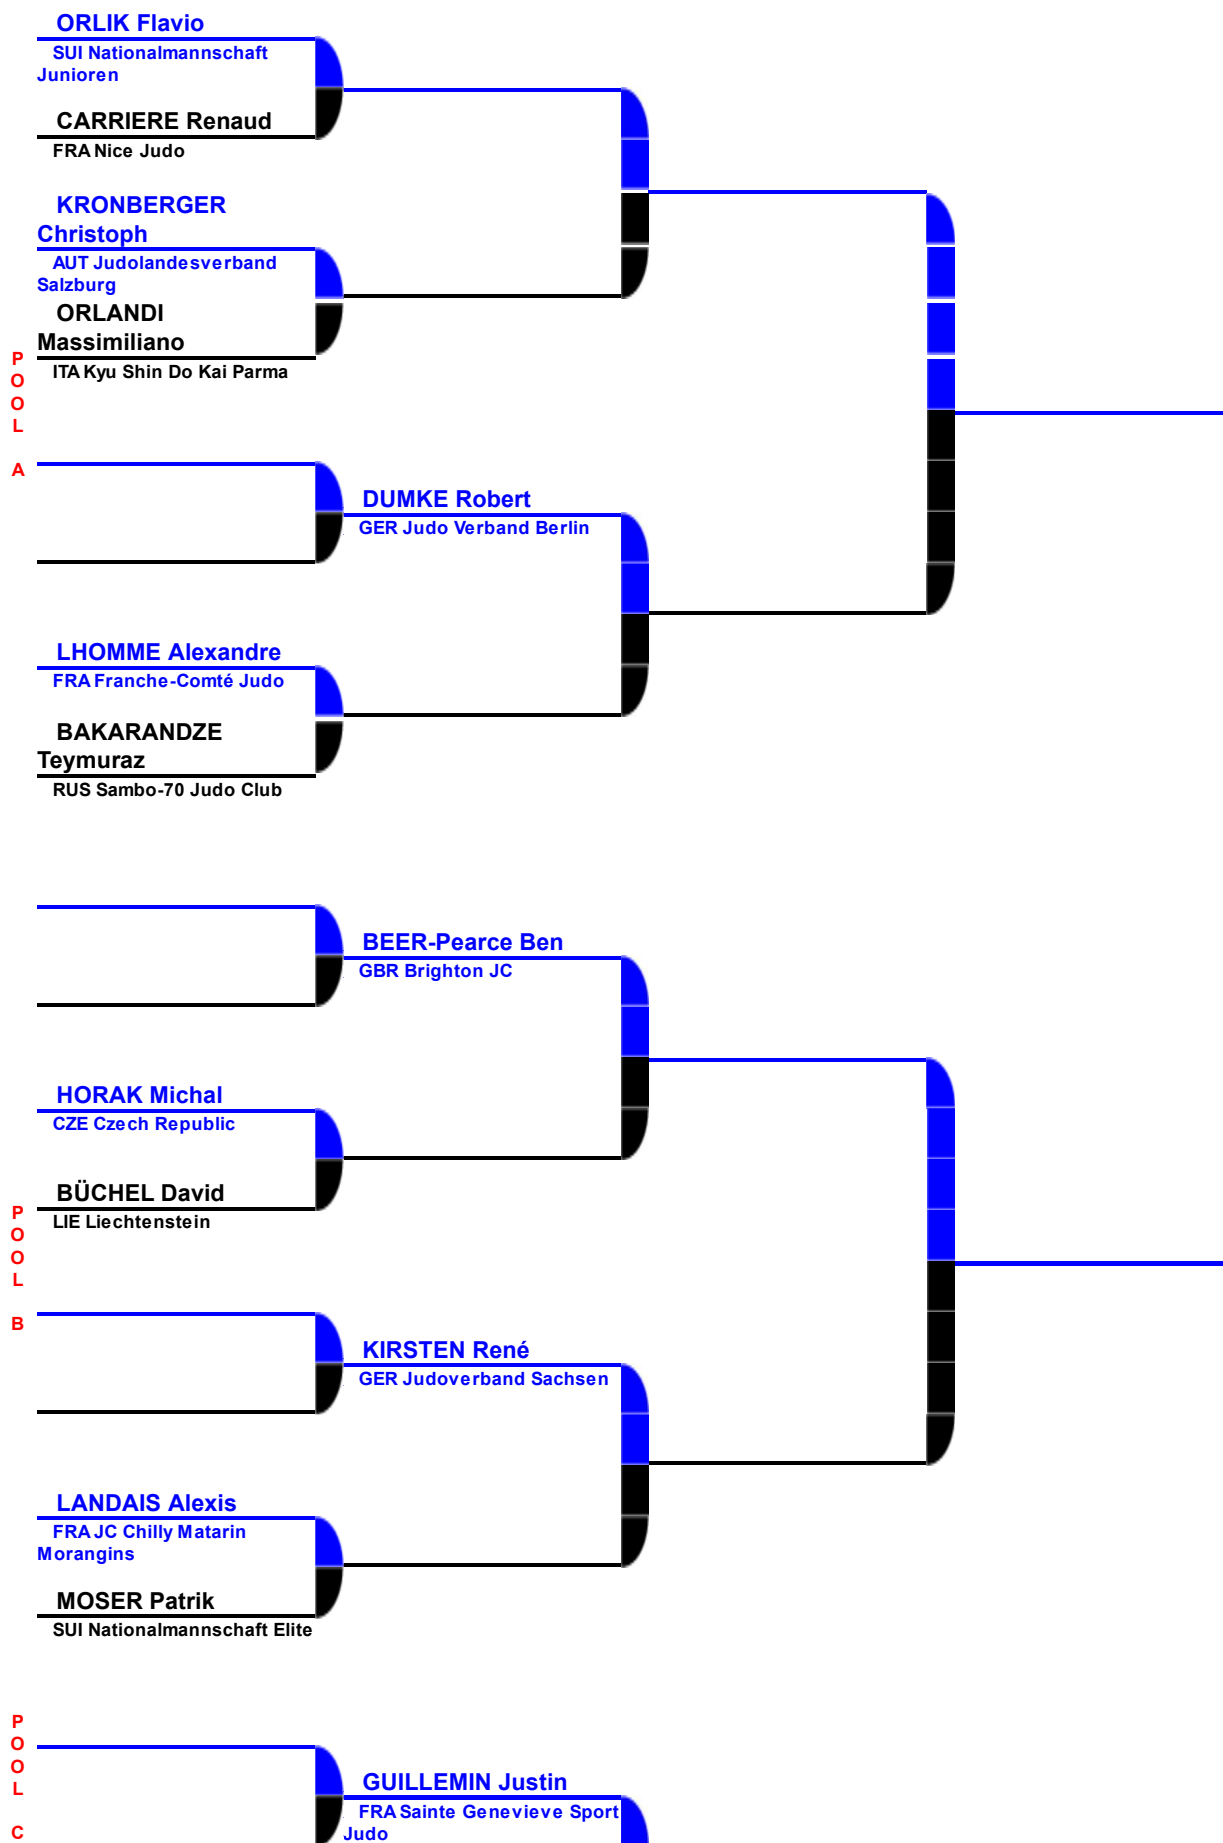 ORLIK Flavio
SUI Nationalmannschaft
Junioren
CARRIERE Renaud
FRA Nice Judo
KRONBERGER
Christoph
AUT Judolandesverband
Salzburg
ORLANDI
Massimiliano
ITA Kyu Shin Do Kai Parma
P
O
O
L
A
DUMKE Robert
GER Judo Verband Berlin
LHOMME Alexandre
FRA Franche-Comté Judo
BAKARANDZE
Teymuraz
RUS Sambo-70 Judo Club
BEER-Pearce Ben
GBR Brighton JC
HORAK Michal
CZE Czech Republic
BÜCHEL David
LIE Liechtenstein
P
O
O
L
B
KIRSTEN René
GER Judoverband Sachsen
LANDAIS Alexis
FRA JC Chilly Matarin
Morangins
MOSER Patrik
SUI Nationalmannschaft Elite
P
O
O
L
C
GUILLEMIN Justin
FRA Sainte Genevieve Sport
Judo